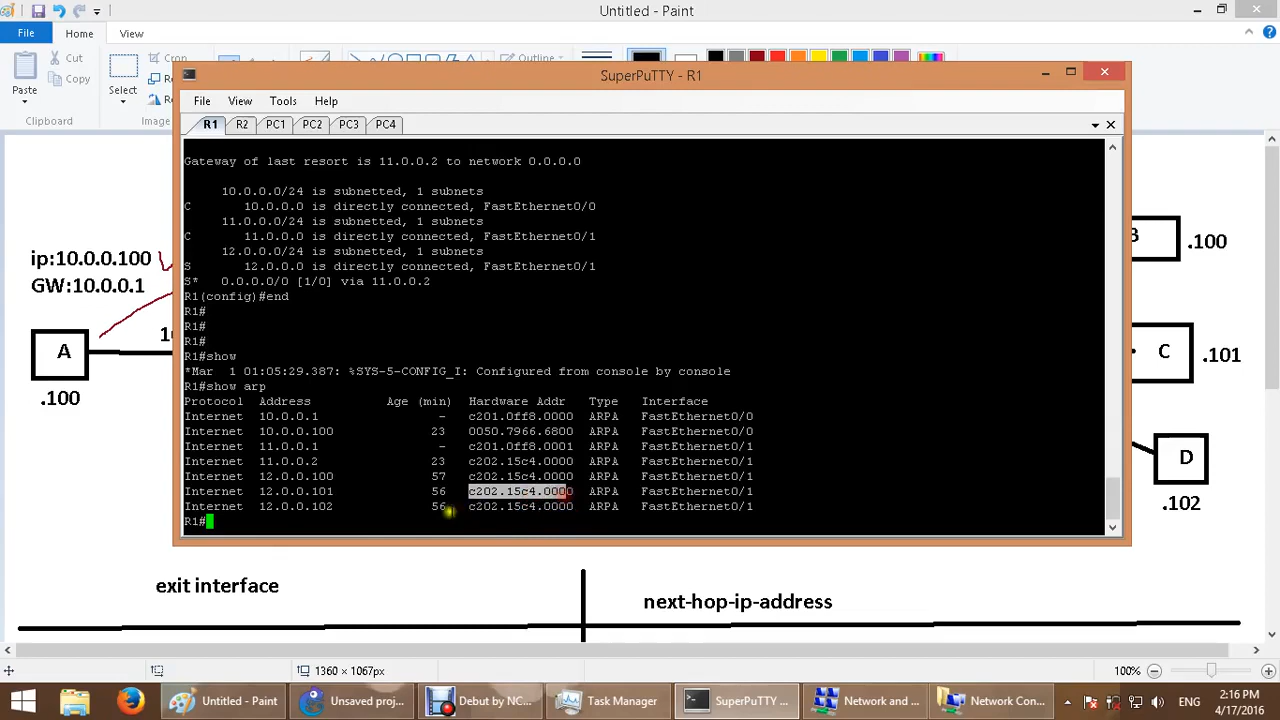 Untitled - Paint
File
Home
View
Paste
Cut
Copy
Clipboard
Select
Crop
Re
Ro
Image
SuperPuTTY - R1
File View Tools Help
R1 R2 PC1 PC2 PC3 PC4
Gateway of last resort is 11.0.0.2 to network 0.0.0.0
10.0.0.0/24 is subnetted, 1 subnets
C 10.0.0.0 is directly connected, FastEthernet0/0
11.0.0.0/24 is subnetted, 1 subnets
C 11.0.0.0 is directly connected, FastEthernet0/1
12.0.0.0/24 is subnetted, 1 subnets
S 12.0.0.0 is directly connected, FastEthernet0/1
S* 0.0.0.0/0 [1/0] via 11.0.0.2
R1(config)#end
R1#
R1#
R1#
R1#show
*Mar 1 01:05:29.387: %SYS-5-CONFIG_I: Configured from console by console
R1#show arp
Protocol Address Age (min) Hardware Addr Type Interface
Internet 10.0.0.1 - c201.0ff8.0000 ARPA FastEthernet0/0
Internet 10.0.0.100 23 0050.7966.6800 ARPA FastEthernet0/0
Internet 11.0.0.1 - c201.0ff8.0001 ARPA FastEthernet0/1
Internet 11.0.0.2 23 c202.15c4.0000 ARPA FastEthernet0/1
Internet 12.0.0.100 57 c202.15c4.0000 ARPA FastEthernet0/1
Internet 12.0.0.101 56 c202.15c4.0000 ARPA FastEthernet0/1
Internet 12.0.0.102 56 c202.15c4.0000 ARPA FastEthernet0/1
R1#
ip:10.0.0.100
GW:10.0.0.1
A
.100
B .100
C .101
D
.102
exit interface
next-hop-ip-address
1360 × 1067px
100%
Untitled - Paint
Unsaved proj...
Debut by NC...
Task Manager
SuperPuTTY ...
Network and ...
Network Con...
ENG
2:16 PM
4/17/2016